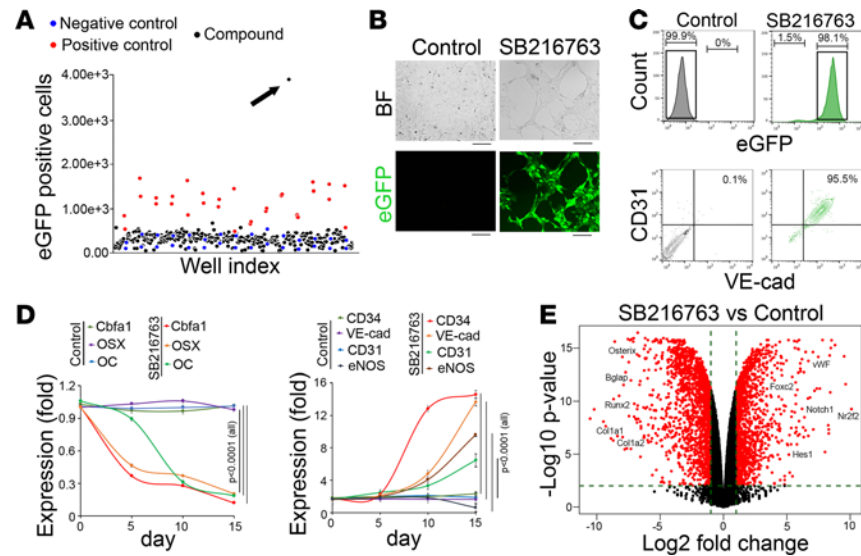 A
Negative control
Compound
Positive control
eGFP positive cells
4.00e+3
3.00e+3
2.00e+3
1.00e+3
0.00
Well index
B
Control SB216763
BF
eGFP
C
Control SB216763
99.9%
0%
1.5%
98.1%
Count
eGFP
0.1%
95.5%
CD31
VE-cad
D
Control
Cbfa1
OSX
OC
SB216763
Cbfa1
OSX
OC
Expression (fold)
1.2
0.9
0.6
0.3
0.0
0 5 10 15
day
p<0.0001 (all)
Control
CD34
VE-cad
CD31
eNOS
SB216763
CD34
VE-cad
CD31
eNOS
Expression (fold)
16
12
8
4
0
0 5 10 15
day
p<0.0001 (all)
E
SB216763 vs Control
-Log10 p-value
15
10
5
0
Osterix
Bglap
Runx2
Col1a1
Col1a2
vWF
Foxc2
Notch1
Nr2f2
Hes1
-10 -5 0 5 10
Log2 fold change